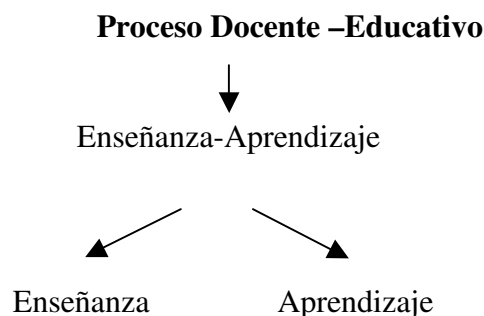 Proceso Docente –Educativo
Enseñanza-Aprendizaje
Enseñanza Aprendizaje